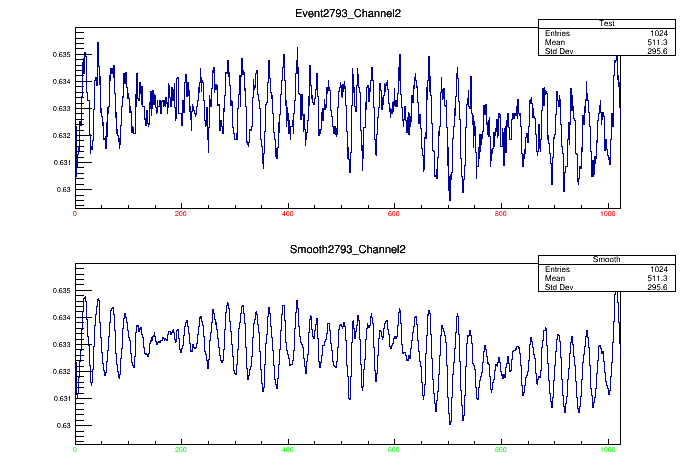 Event2793_Channel2
Test
Entries 1024
Mean 511.3
Std Dev 295.6
0.635
0.634
0.633
0.632
0.631
0.63
0 200 400 600 800 1000
Smooth2793_Channel2
Smooth
Entries 1024
Mean 511.3
Std Dev 295.6
0.635
0.634
0.633
0.632
0.631
0.63
0 200 400 600 800 1000